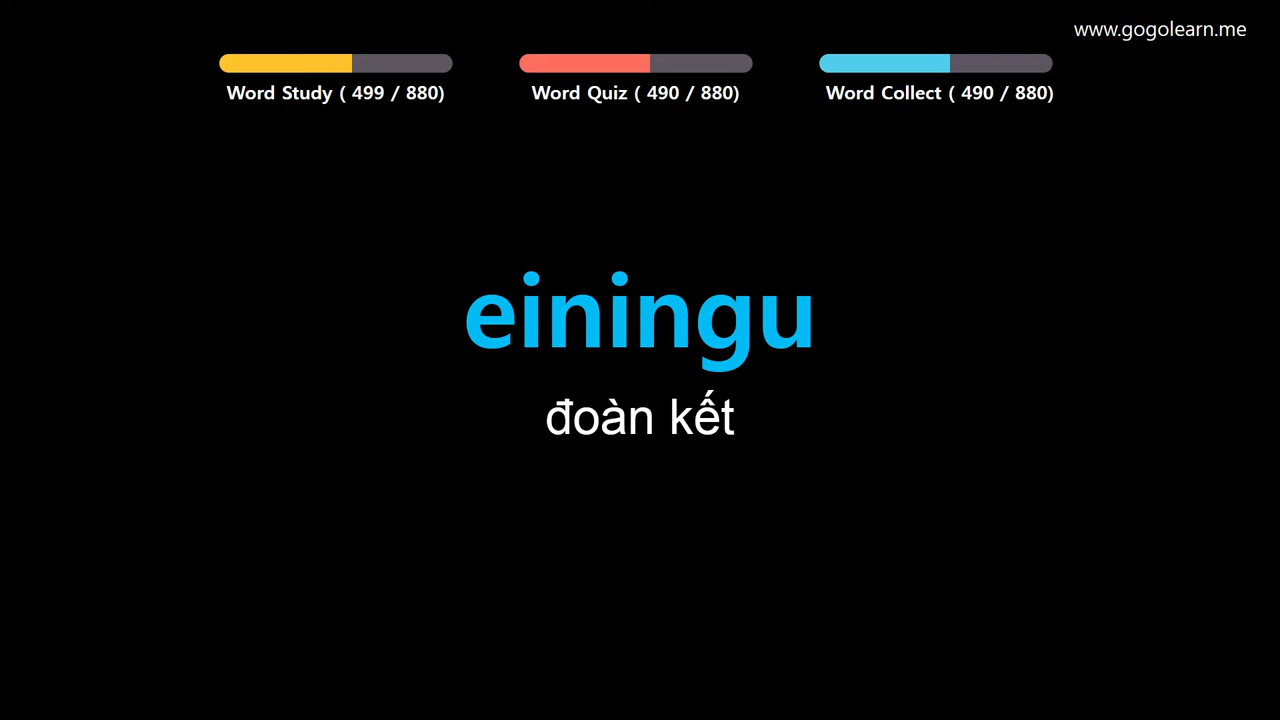 www.gogolearn.me
Word Study ( 499 / 880)
Word Quiz ( 490 / 880)
Word Collect ( 490 / 880)
einingu
đoàn kết